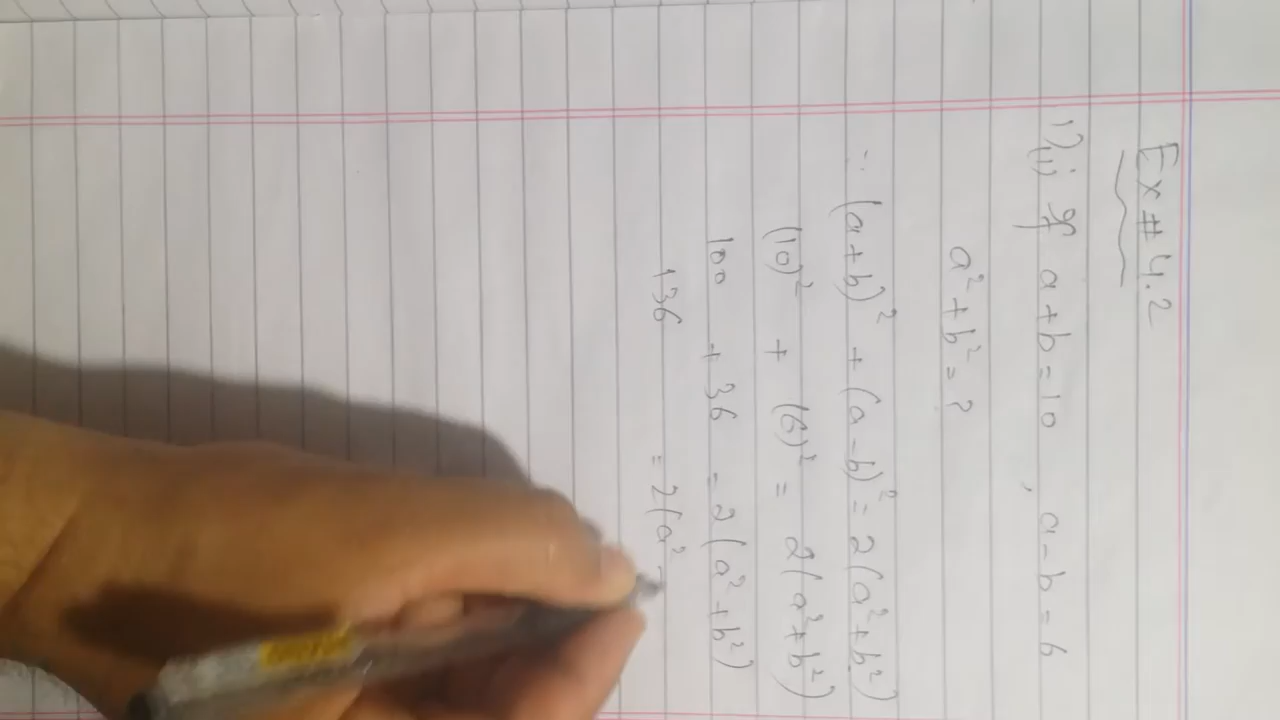 Ex # 4.2
1) (i) If a+b=10 , a-b=6
a²+b²=?
∵ (a+b)² + (a-b)² = 2(a²+b²)
(10)² + (6)² = 2(a²+b²)
100 + 36 = 2(a²+b²)
136 = 2(a²